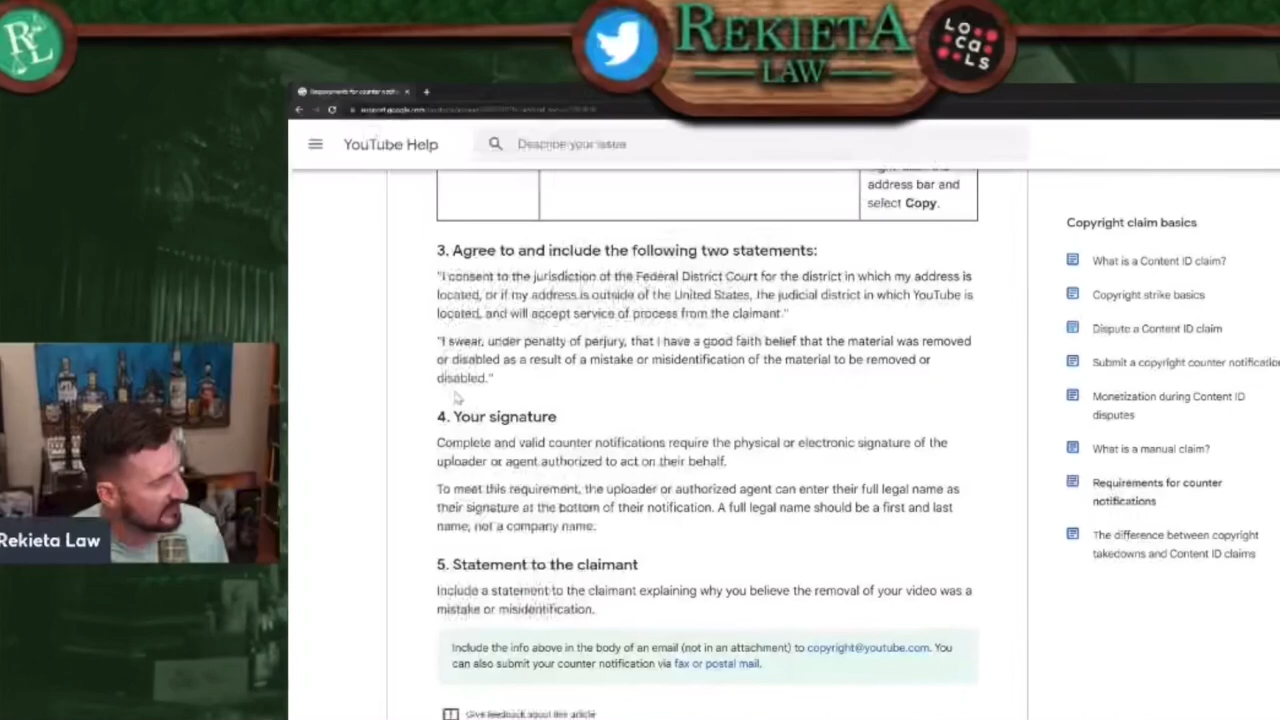 RL
REKIETA
LAW
LO
Ca
LS
YouTube Help
Describe your issue
address bar and
select Copy.
3. Agree to and include the following two statements:
"I consent to the jurisdiction of the Federal District Court for the district in which my address is
located, or if my address is outside of the United States, the judicial district in which YouTube is
located, and will accept service of process from the claimant."
"I swear, under penalty of perjury, that I have a good faith belief that the material was removed
or disabled as a result of a mistake or misidentification of the material to be removed or
disabled."
4. Your signature
Complete and valid counter notifications require the physical or electronic signature of the
uploader or agent authorized to act on their behalf.
To meet this requirement, the uploader or authorized agent can enter their full legal name as
their signature at the bottom of their notification. A full legal name should be a first and last
name, not a company name.
5. Statement to the claimant
Include a statement to the claimant explaining why you believe the removal of your video was a
mistake or misidentification.
Include the info above in the body of an email (not in an attachment) to copyright@youtube.com. You
can also submit your counter notification via fax or postal mail.
Give feedback about this article
Copyright claim basics
What is a Content ID claim?
Copyright strike basics
Dispute a Content ID claim
Submit a copyright counter notification
Monetization during Content ID
disputes
What is a manual claim?
Requirements for counter
notifications
The difference between copyright
takedowns and Content ID claims
Rekieta Law